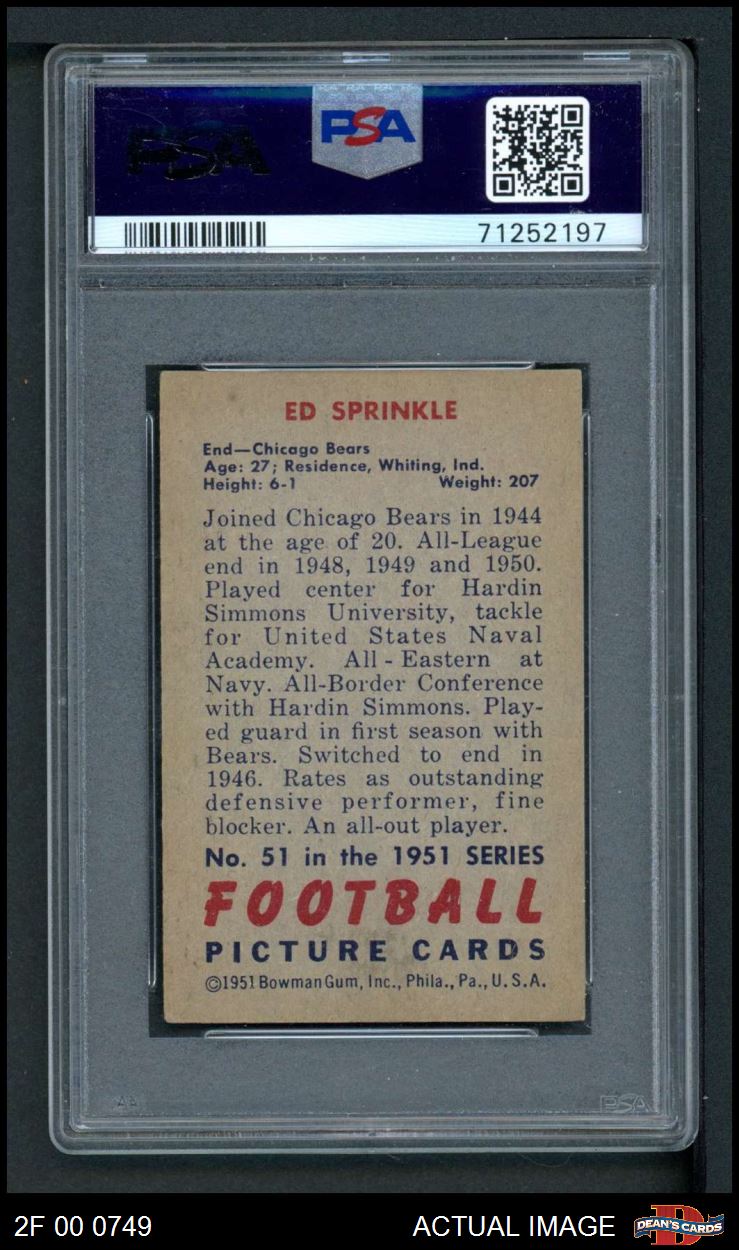 PSA
PSA
71252197
ED SPRINKLE
End—Chicago Bears
Age: 27; Residence, Whiting, Ind.
Height: 6-1 Weight: 207
Joined Chicago Bears in 1944
at the age of 20. All-League
end in 1948, 1949 and 1950.
Played center for Hardin
Simmons University, tackle
for United States Naval
Academy. All - Eastern at
Navy. All-Border Conference
with Hardin Simmons. Play-
ed guard in first season with
Bears. Switched to end in
1946. Rates as outstanding
defensive performer, fine
blocker. An all-out player.
No. 51 in the 1951 SERIES
FOOTBALL
PICTURE CARDS
©1951 Bowman Gum, Inc., Phila., Pa., U.S.A.
PSA
2F 00 0749 ACTUAL IMAGE DEAN'S CARDS